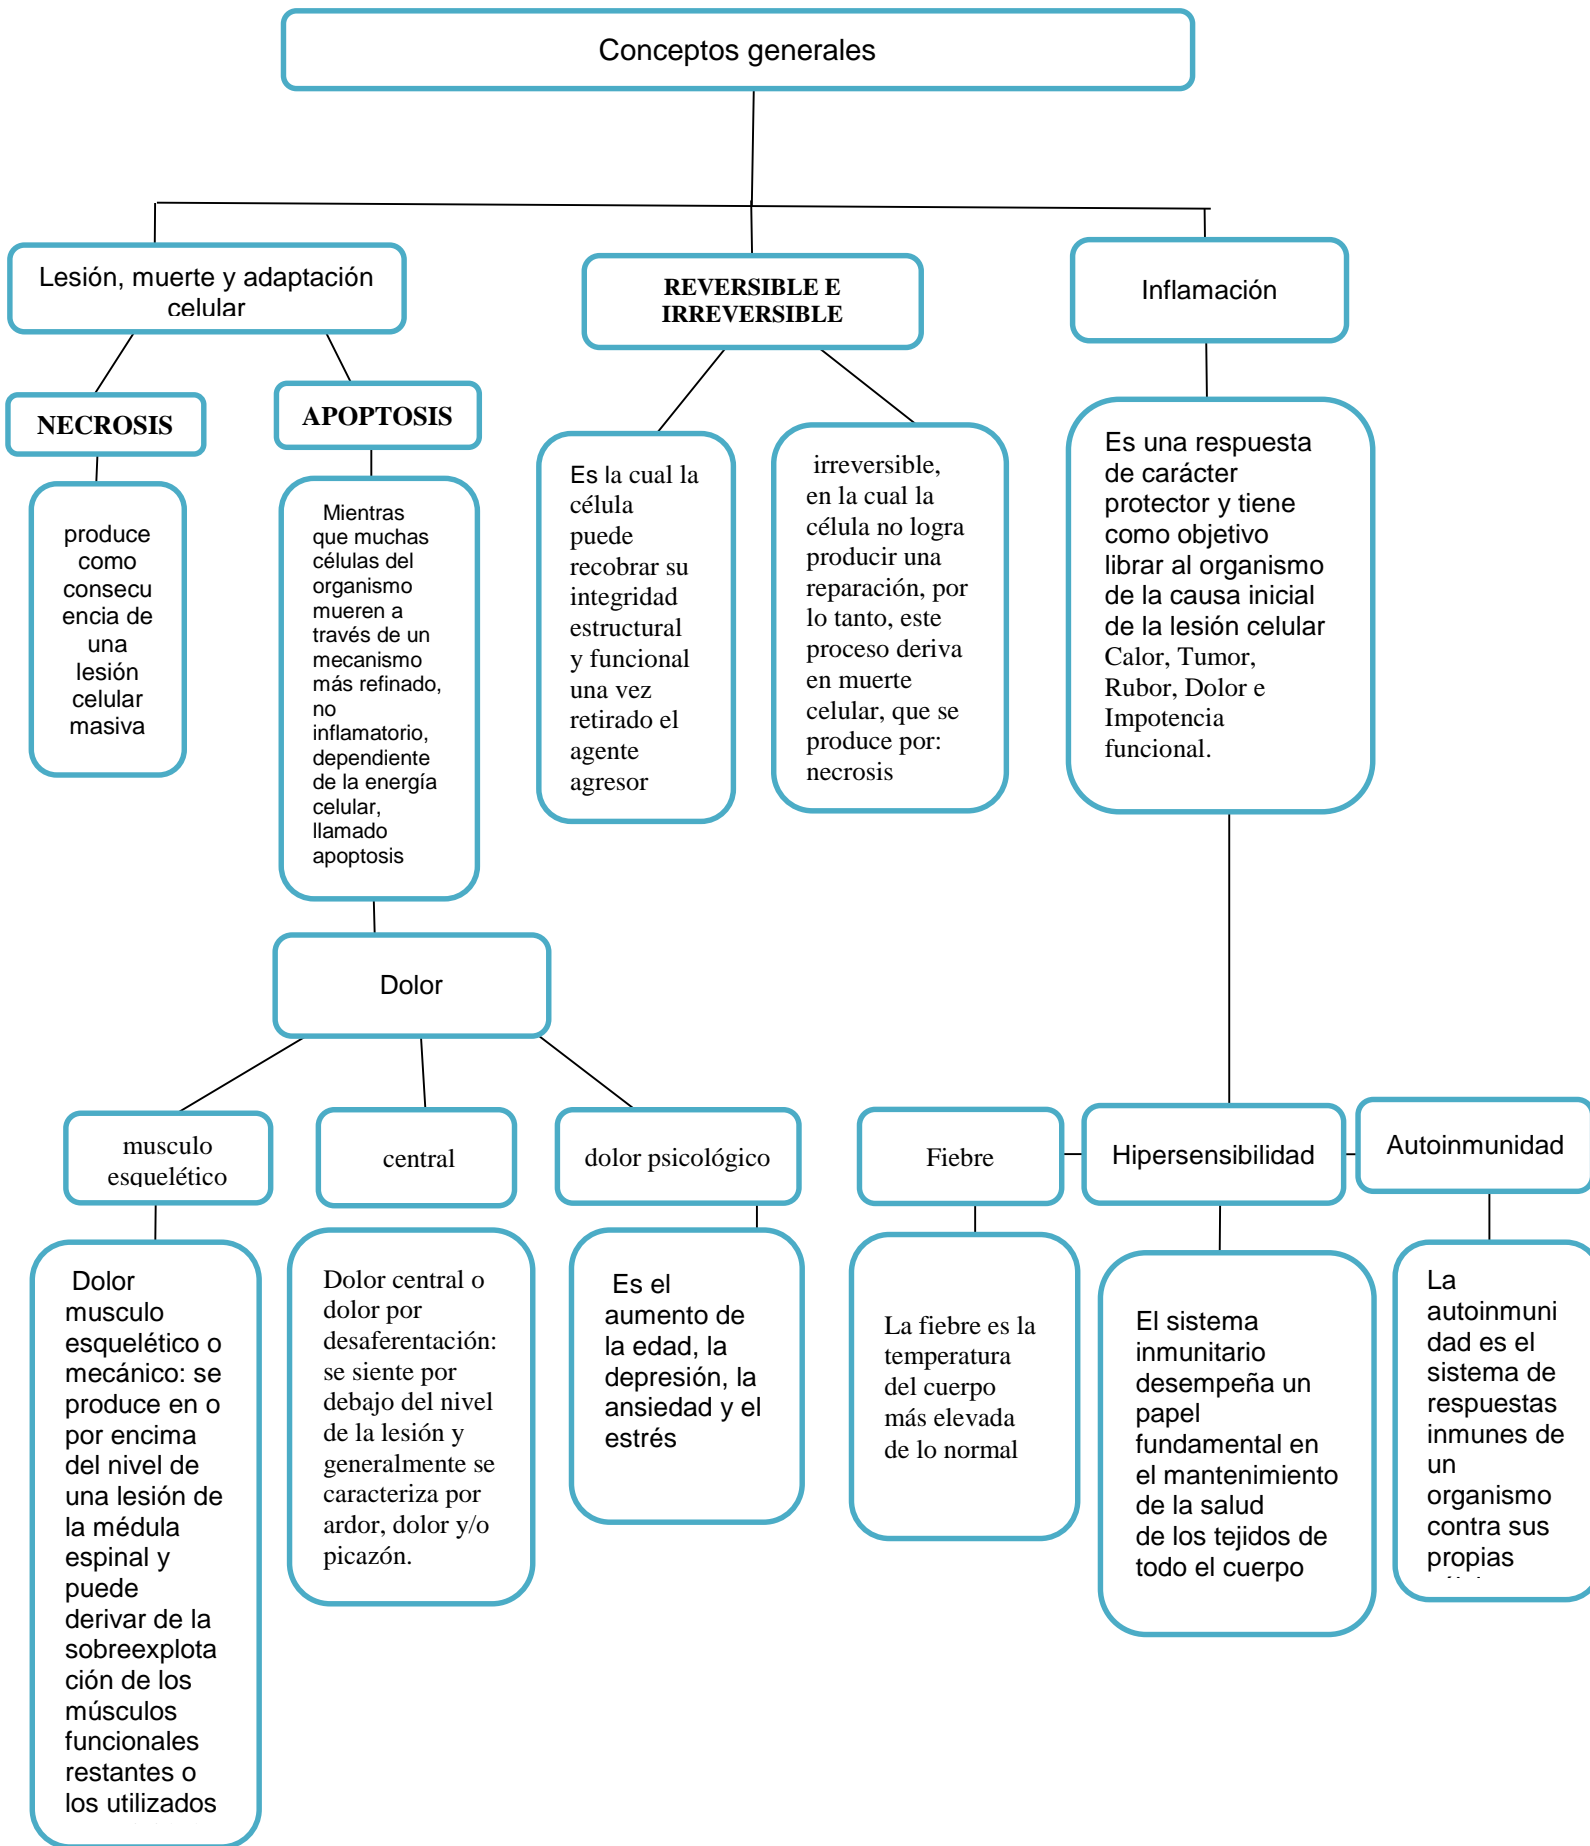 Conceptos generales
Lesión, muerte y adaptación
celular
REVERSIBLE E
IRREVERSIBLE
Inflamación
NECROSIS
APOPTOSIS
produce
como
consecu
encia de
una
lesión
celular
masiva
Mientras
que muchas
células del
organismo
mueren a
través de un
mecanismo
más refinado,
no
inflamatorio,
dependiente
de la energía
celular,
llamado
apoptosis
Es la cual la
célula
puede
recobrar su
integridad
estructural
y funcional
una vez
retirado el
agente
agresor
irreversible,
en la cual la
célula no logra
producir una
reparación, por
lo tanto, este
proceso deriva
en muerte
celular, que se
produce por:
necrosis
Es una respuesta
de carácter
protector y tiene
como objetivo
librar al organismo
de la causa inicial
de la lesión celular
Calor, Tumor,
Rubor, Dolor e
Impotencia
funcional.
Dolor
musculo
esquelético
central
dolor psicológico
Fiebre
Hipersensibilidad
Autoinmunidad
Dolor
musculo
esquelético o
mecánico: se
produce en o
por encima
del nivel de
una lesión de
la médula
espinal y
puede
derivar de la
sobreexplota
ción de los
músculos
funcionales
restantes o
los utilizados
Dolor central o
dolor por
desaferentación:
se siente por
debajo del nivel
de la lesión y
generalmente se
caracteriza por
ardor, dolor y/o
picazón.
Es el
aumento de
la edad, la
depresión, la
ansiedad y el
estrés
La fiebre es la
temperatura
del cuerpo
más elevada
de lo normal
El sistema
inmunitario
desempeña un
papel
fundamental en
el mantenimiento
de la salud
de los tejidos de
todo el cuerpo
La
autoinmuni
dad es el
sistema de
respuestas
inmunes de
un
organismo
contra sus
propias